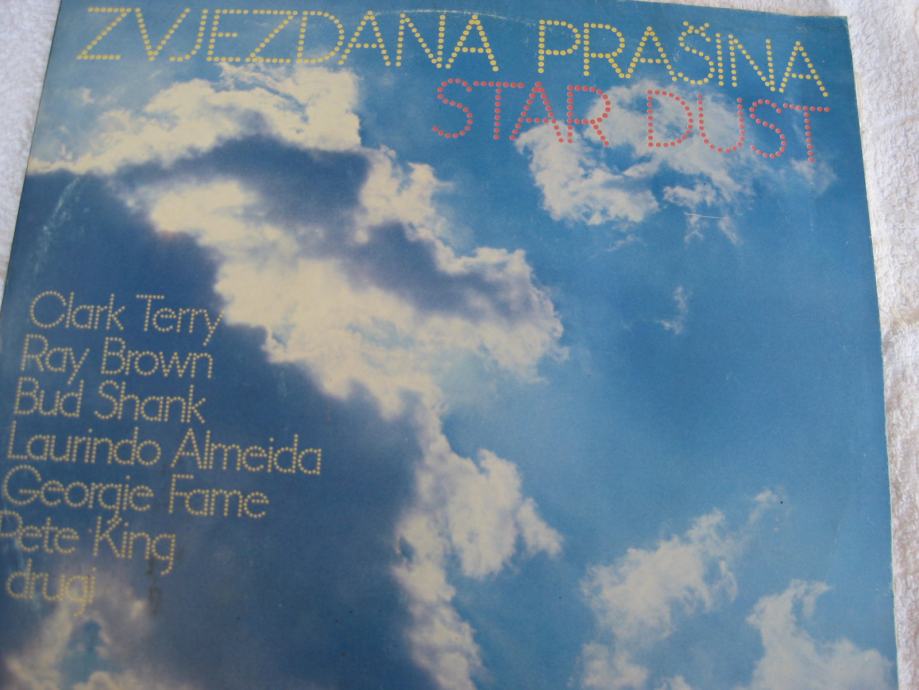 ZVJEZDANA PRAŠINA
STAR DUST
Clark Terry
Ray Brown
Bud Shank
Laurindo Almeida
Georgie Fame
Pete King
drugi